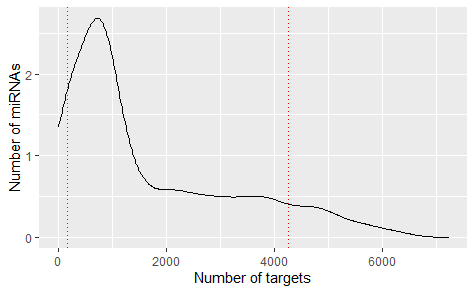 Number of miRNAs
2
1
0
0 2000 4000 6000
Number of targets